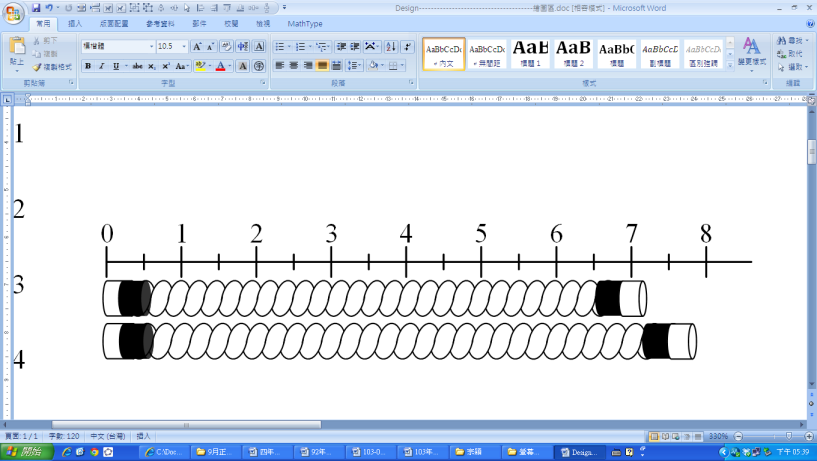 Design-------------------------------繪圖區.doc [相容模式] - Microsoft Word
常用 插入 版面配置 參考資料 郵件 校閱 檢視 MathType
貼上 剪下 複製 複製格式
標楷體 10.5
AaBbCcDc AaBbCcDc AaBb AaBbC AaBbCcD AaBbCcD
內文 無間距 標題 1 標題 2 標題 副標題 區別強調
變更樣式 尋找 取代 選取
剪貼簿 字型 段落 樣式 編輯
1
2
0 1 2 3 4 5 6 7 8
3
4
頁面: 1 / 1 字數: 120 中文 (台灣) 插入 330%
開始 C:\Doc... 9月正... 四年... 92年... 103-0... 103年... 字頻 螢幕... Design... 下午 05:39